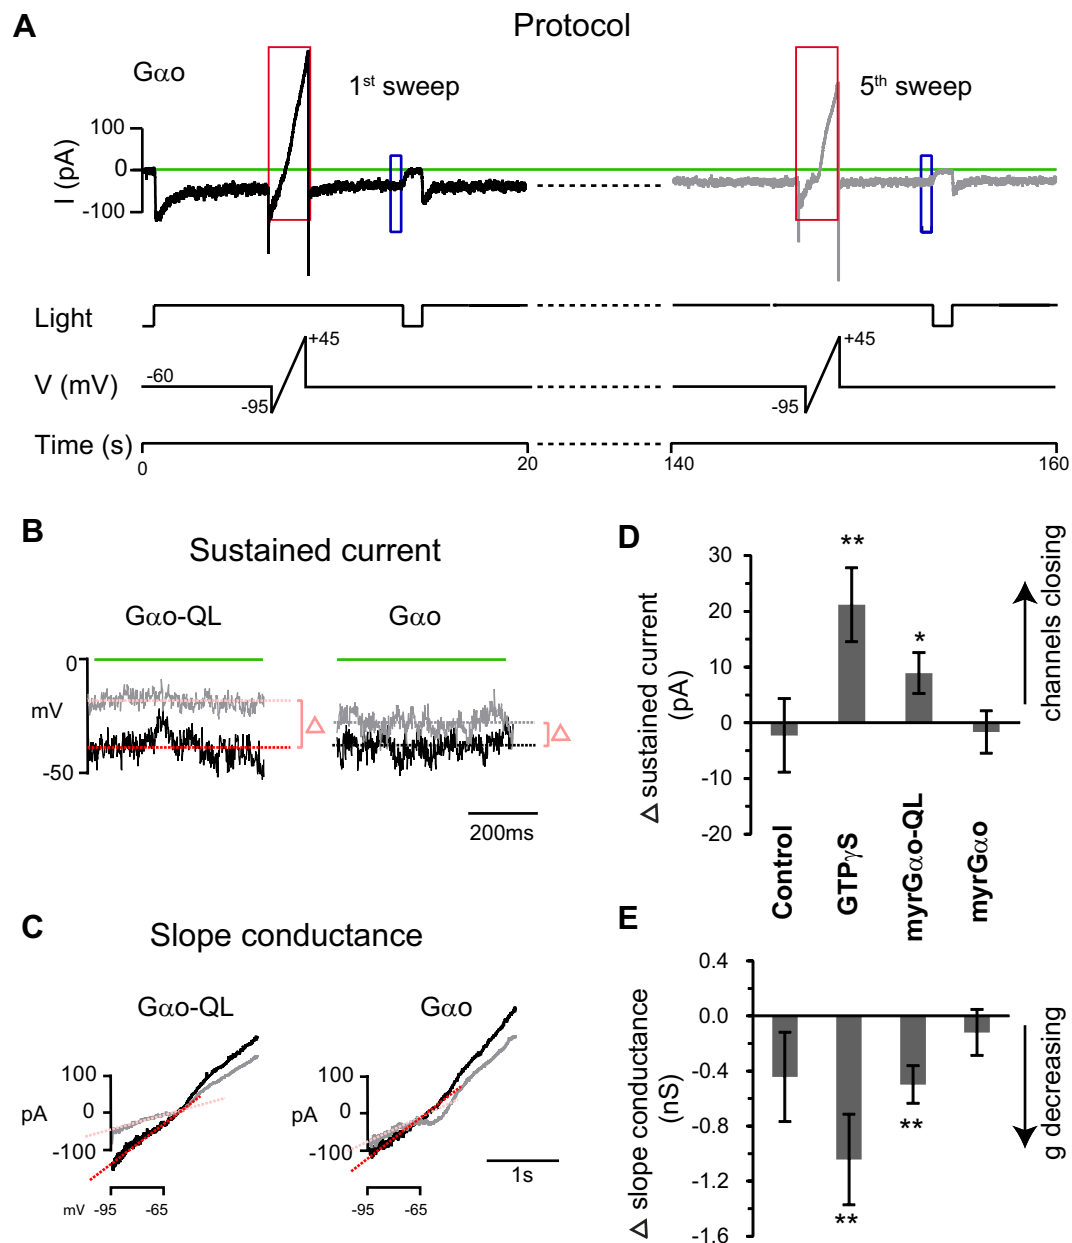 A
Protocol
Gαo
1st sweep
5th sweep
I (pA)
100
0
-100
Light
V (mV)
-60
-95
+45
-95
+45
Time (s)
0
20
140
160
B
Sustained current
Gαo-QL
Gαo
0
mV
-50
Δ
Δ
200ms
C
Slope conductance
Gαo-QL
Gαo
100
pA
0
-100
100
pA
0
-100
mV
-95
-65
-95
-65
1s
D
Δ sustained current
(pA)
30
20
10
0
-10
-20
**
*
channels closing
Control
GTPγS
myrGαo-QL
myrGαo
E
Δ slope conductance
(nS)
0.4
0.0
-0.4
-0.8
-1.2
-1.6
**
**
g decreasing